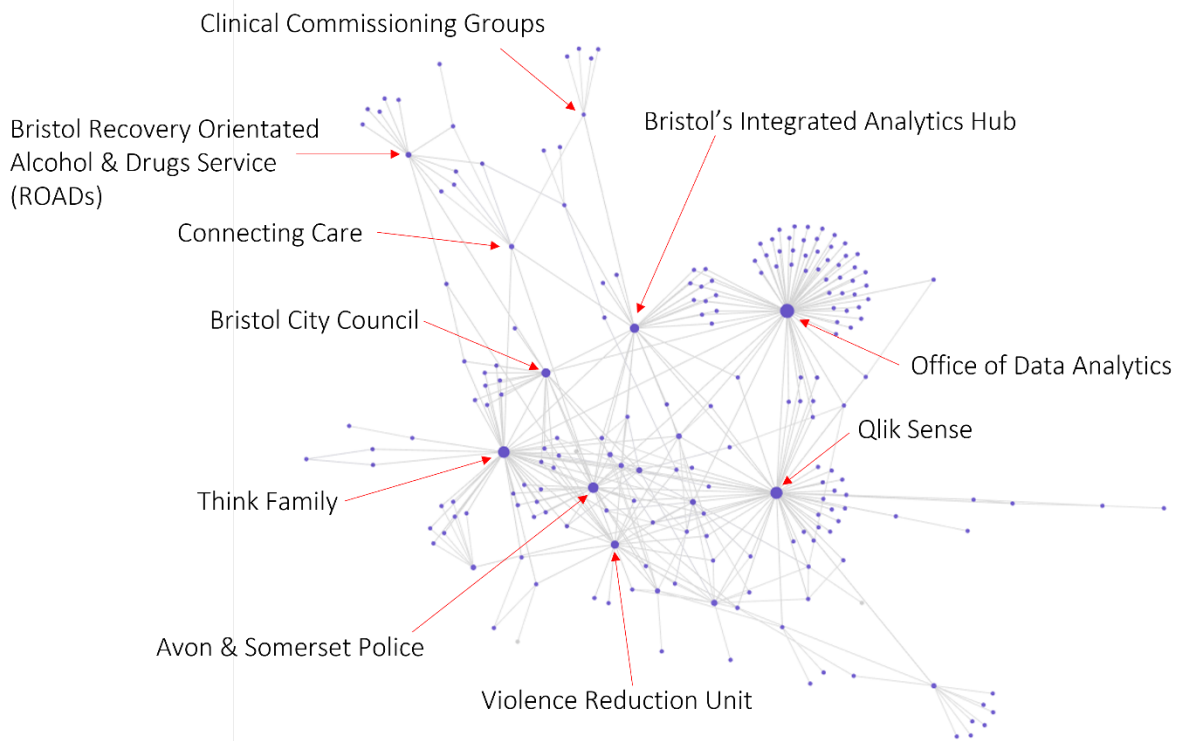 Clinical Commissioning Groups
Bristol's Integrated Analytics Hub
Bristol Recovery Orientated
Alcohol & Drugs Service
(ROADs)
Connecting Care
Bristol City Council
Office of Data Analytics
Qlik Sense
Think Family
Avon & Somerset Police
Violence Reduction Unit